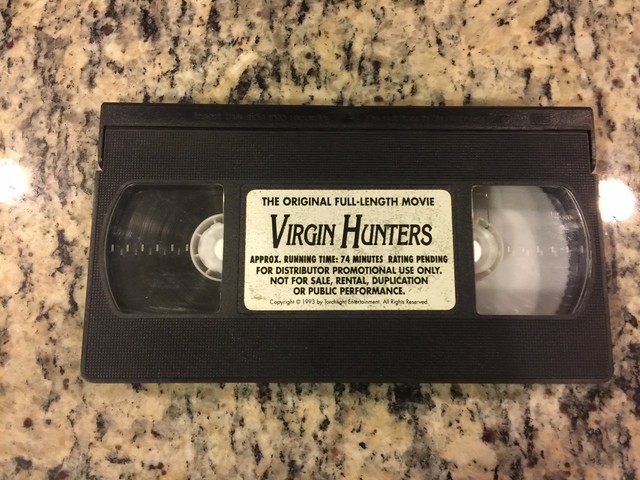 THE ORIGINAL FULL-LENGTH MOVIE
VIRGIN HUNTERS
APPROX. RUNNING TIME: 74 MINUTES RATING PENDING
FOR DISTRIBUTOR PROMOTIONAL USE ONLY.
NOT FOR SALE, RENTAL, DUPLICATION
OR PUBLIC PERFORMANCE.
Copyright © 1993 by Torchlight Entertainment. All Rights Reserved.